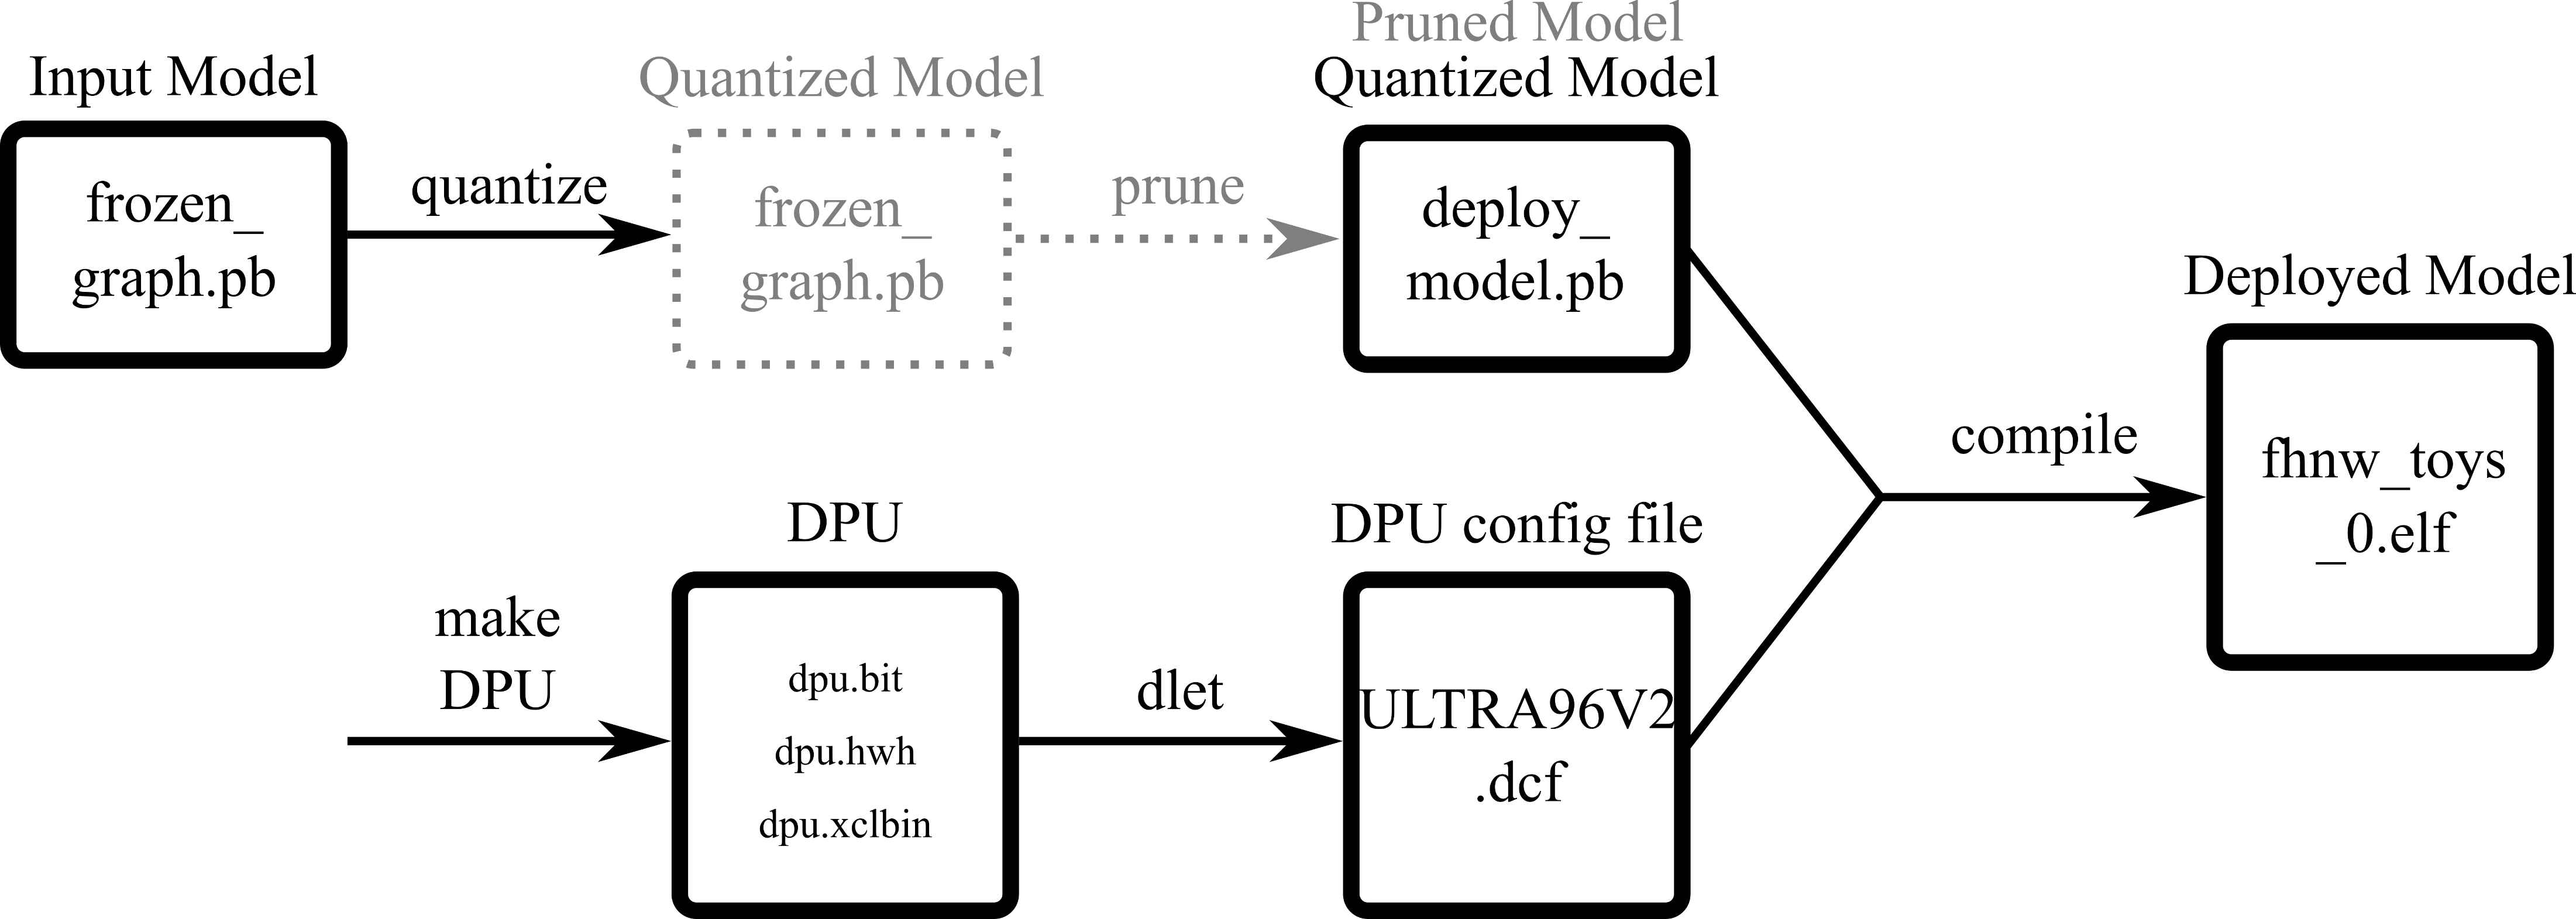 Input Model
frozen_
graph.pb
quantize
Quantized Model
frozen_
graph.pb
prune
Pruned Model
Quantized Model
deploy_
model.pb
make
DPU
DPU
dpu.bit
dpu.hwh
dpu.xclbin
dlet
DPU config file
ULTRA96V2
.dcf
compile
Deployed Model
fhnw_toys
_0.elf